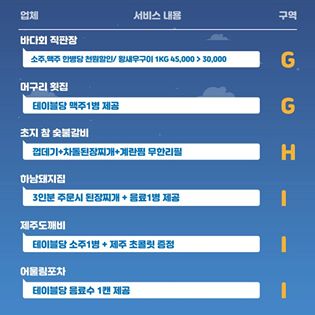 업체 서비스 내용 구역
바다회 직판장
소주,맥주 한병당 천원할인/ 왕새우구이 1KG 45,000 > 30,000 G
머구리 횟집
테이블당 맥주1병 제공 G
초지 참 숯불갈비
껍데기+차돌된장찌개+계란찜 무한리필 H
하남돼지집
3인분 주문시 된장찌개 + 음료1병 제공 I
제주도깨비
테이블당 소주1병 + 제주 초콜릿 증정 I
어울림포차
테이블당 음료수 1캔 제공 I